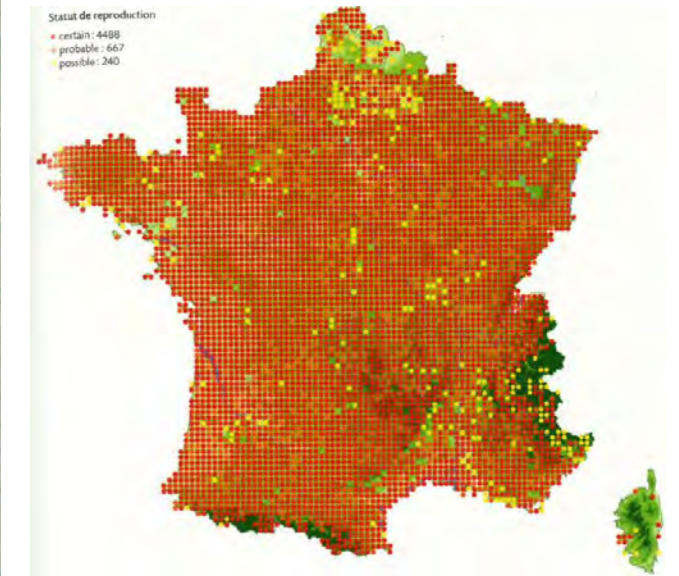 Statut de reproduction
certain : 4488
probable : 667
possible : 240